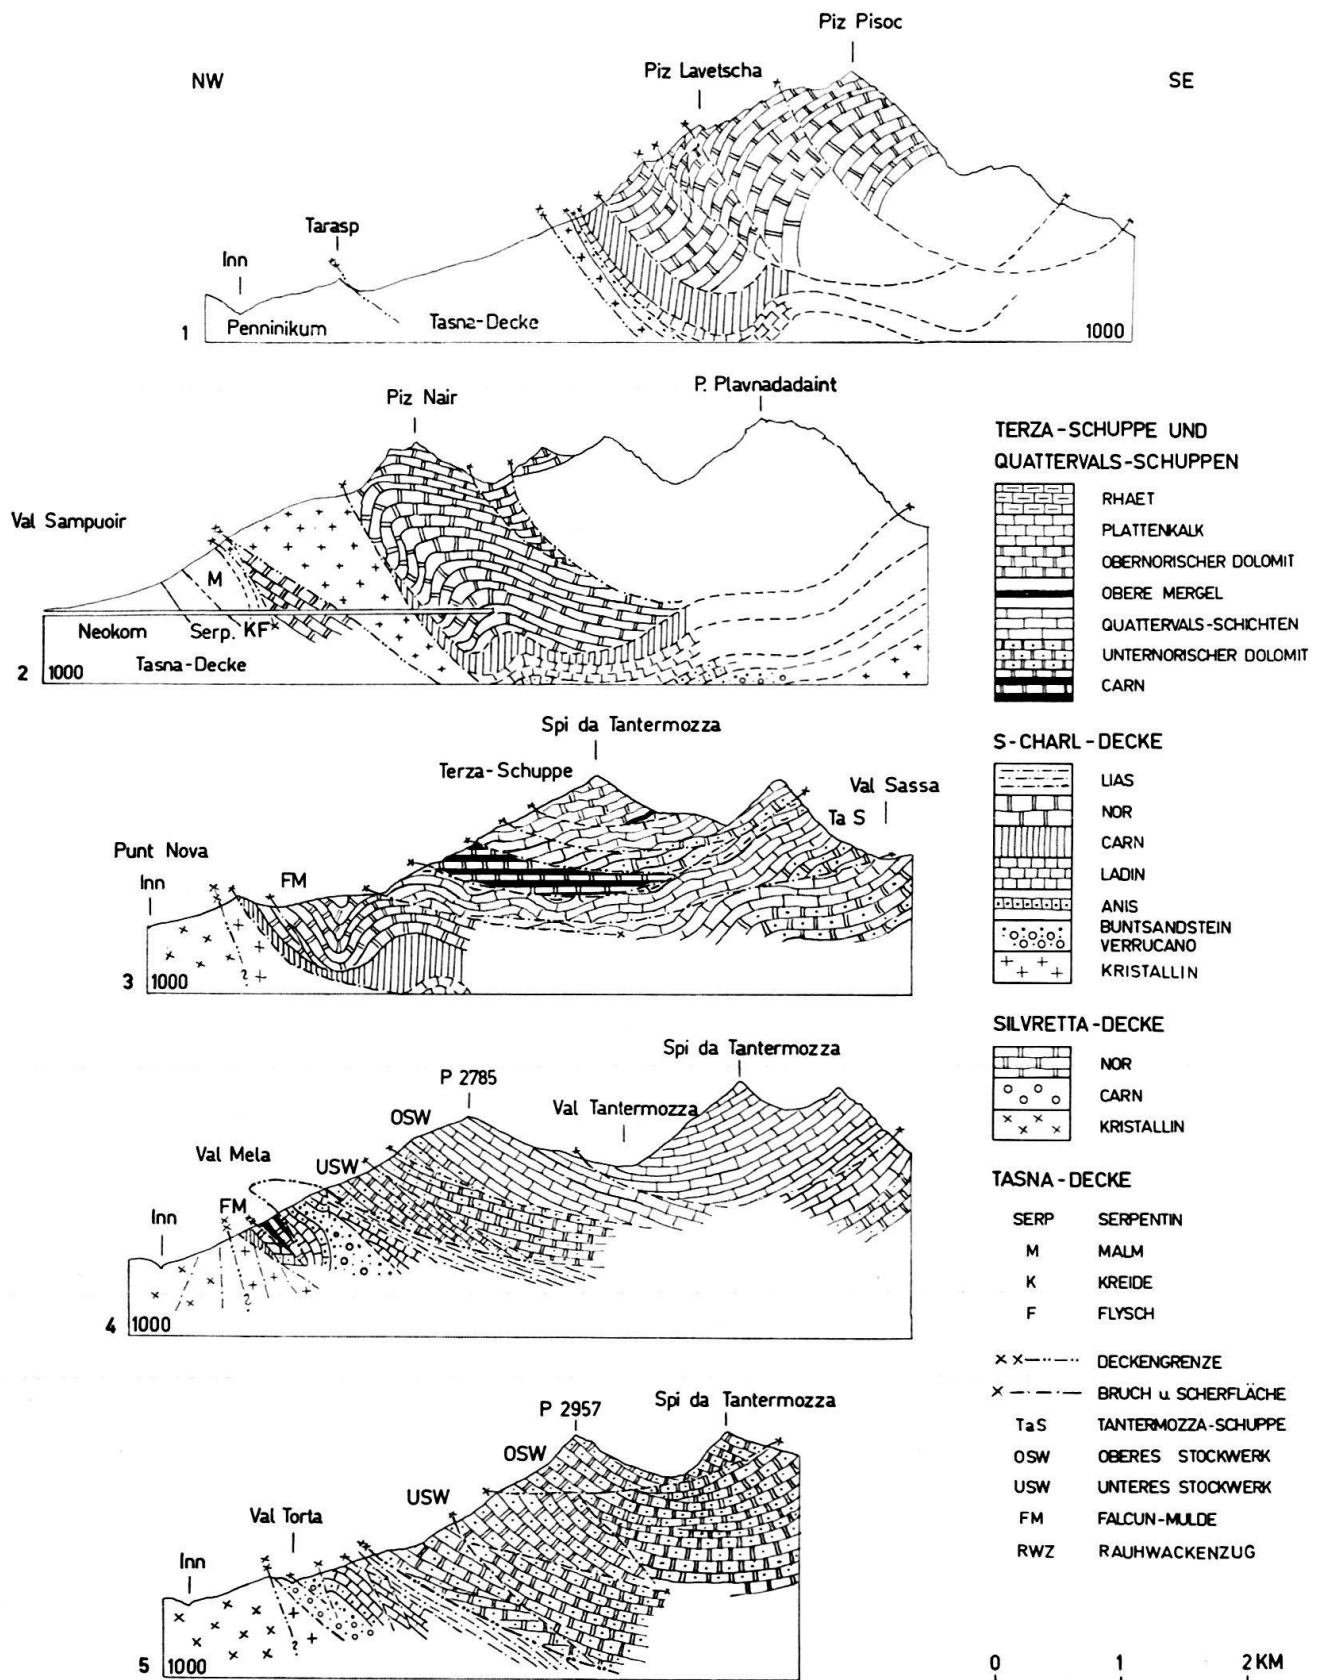 Piz Pisoc
NW
Piz Lavetscha
SE
Tarasp
Inn
1
Penninikum
Tasna-Decke
1000
Piz Nair
P. Plavnadadaint
Val Sampuoir
M
Neokom
Serp.
KF
Tasna-Decke
2
1000
Spi da Tantermozza
Terza-Schuppe
Val Sassa
TaS
Punt Nova
Inn
FM
?
3
1000
Spi da Tantermozza
P 2785
OSW
Val Tantermozza
Val Mela
USW
FM
Inn
?
4
1000
Spi da Tantermozza
P 2957
OSW
USW
Val Torta
Inn
?
5
1000
TERZA-SCHUPPE UND
QUATTERVALS-SCHUPPEN
RHAET
PLATTENKALK
OBERNORISCHER DOLOMIT
OBERE MERGEL
QUATTERVALS-SCHICHTEN
UNTERNORISCHER DOLOMIT
CARN
S-CHARL-DECKE
LIAS
NOR
CARN
LADIN
ANIS
BUNTSANDSTEIN
VERRUCANO
KRISTALLIN
SILVRETTA-DECKE
NOR
CARN
KRISTALLIN
TASNA-DECKE
SERP SERPENTIN
M MALM
K KREIDE
F FLYSCH
DECKENGRENZE
BRUCH u. SCHERFLÄCHE
TaS TANTERMOZZA-SCHUPPE
OSW OBERES STOCKWERK
USW UNTERES STOCKWERK
FM FALCUN-MULDE
RWZ RAUHWACKENZUG
0 1 2 KM